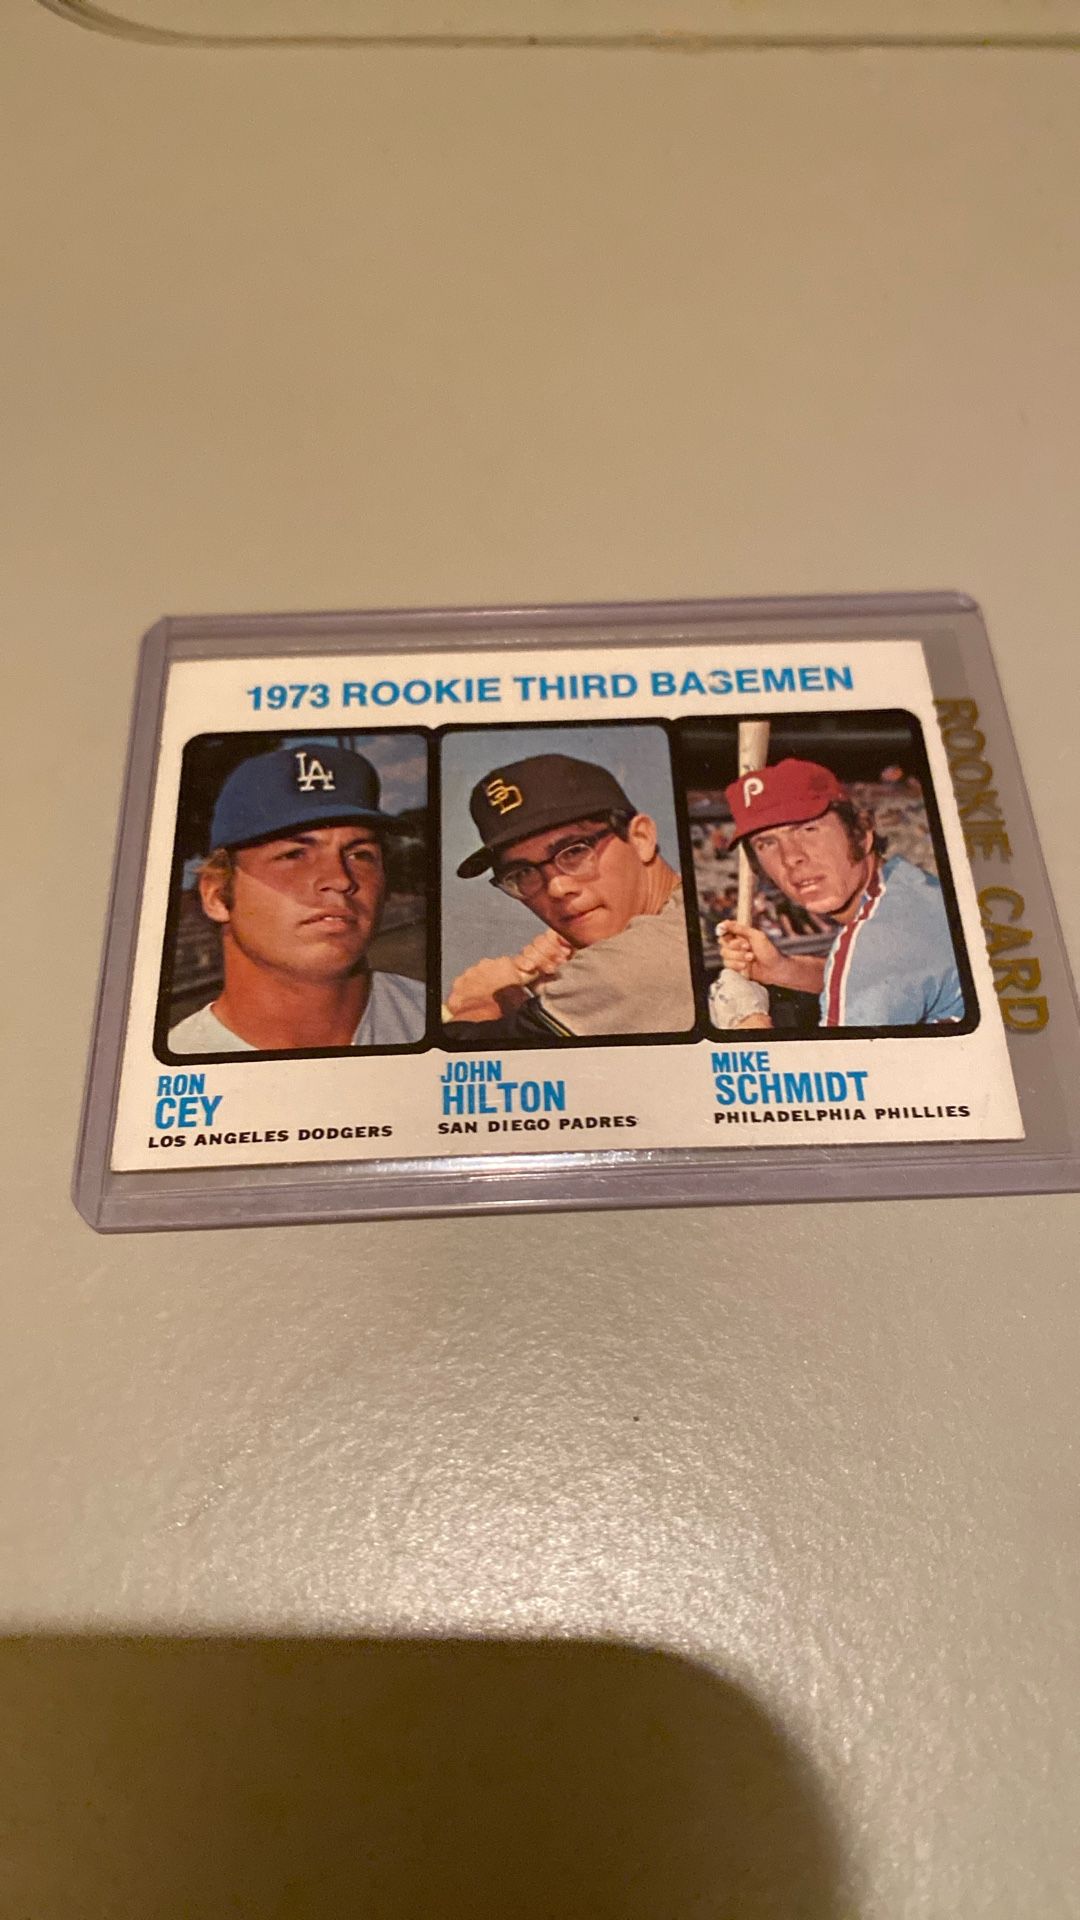 1973 ROOKIE THIRD BASEMEN
LA
SD
P
RON
CEY
LOS ANGELES DODGERS
JOHN
HILTON
SAN DIEGO PADRES
MIKE
SCHMIDT
PHILADELPHIA PHILLIES
ROOKIE CARD